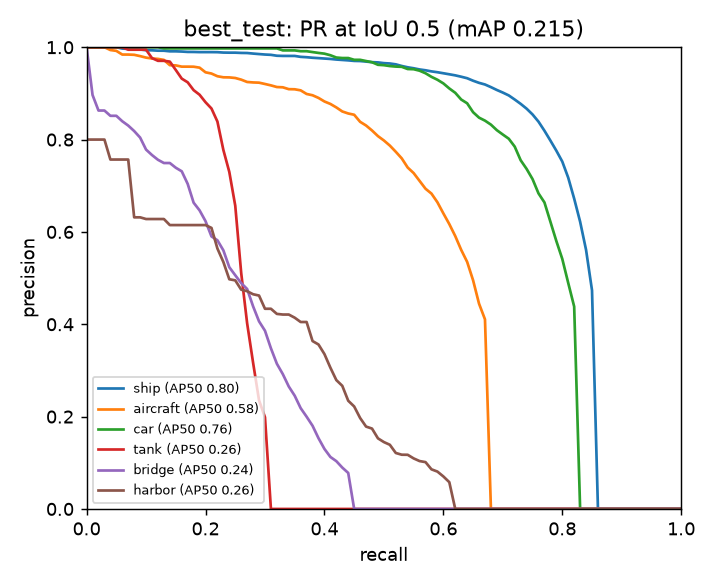 best_test: PR at IoU 0.5 (mAP 0.215)
precision
1.0
0.8
0.6
0.4
0.2
0.0
ship (AP50 0.80)
aircraft (AP50 0.58)
car (AP50 0.76)
tank (AP50 0.26)
bridge (AP50 0.24)
harbor (AP50 0.26)
0.0 0.2 0.4 0.6 0.8 1.0
recall